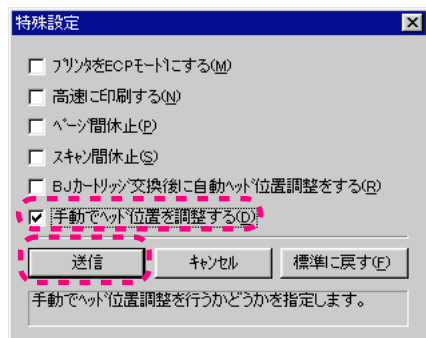 特殊設定
プリンタをECPモードにする(M)
高速に印刷する(N)
ページ間休止(P)
スキャン間休止(S)
BJカートリッジ交換後に自動ヘッド位置調整をする(R)
手動でヘッド位置を調整する(D)
送信 キャンセル 標準に戻す(F)
手動でヘッド位置調整を行うかどうかを指定します。